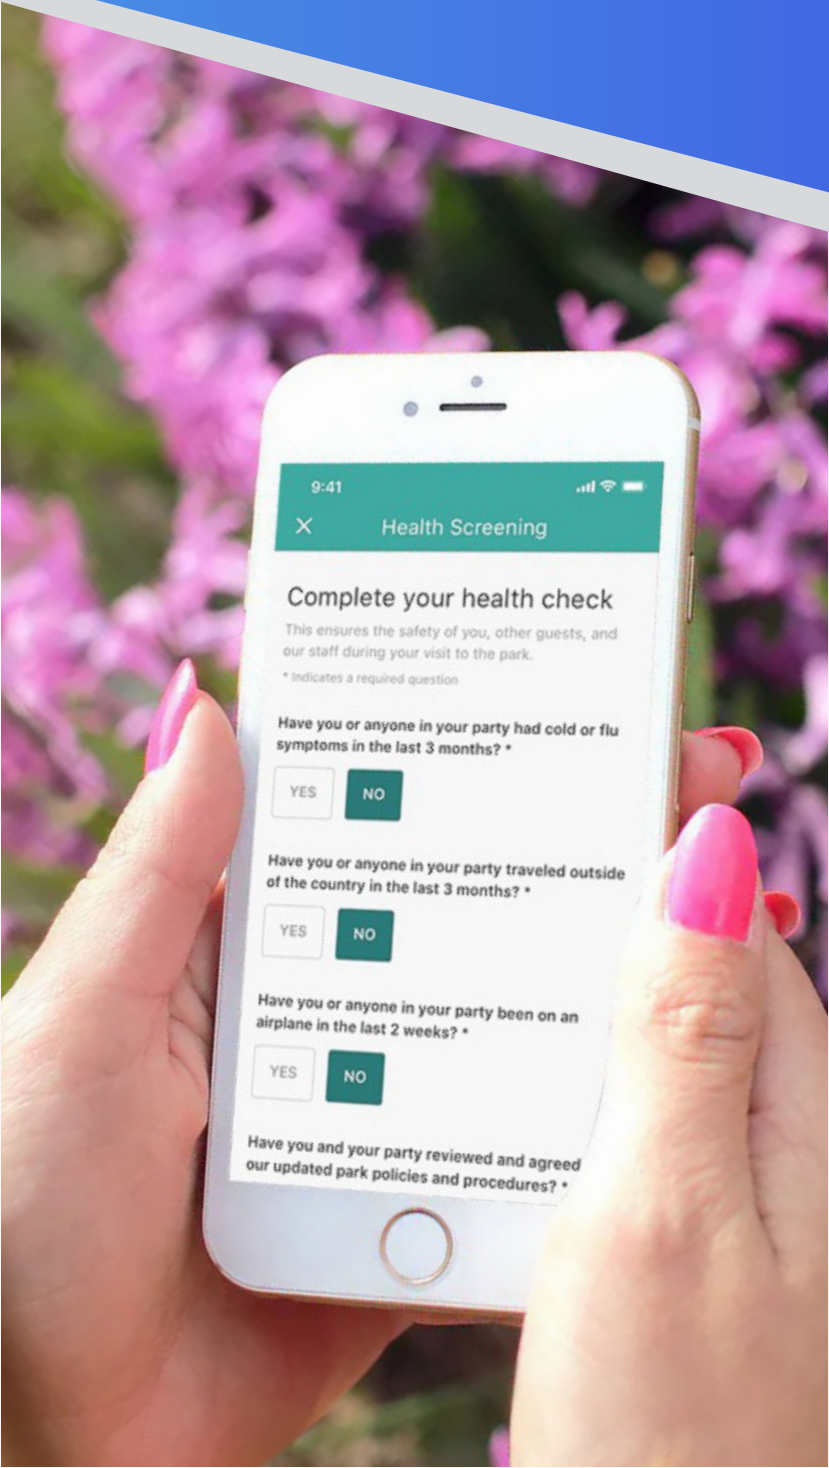 9:41
Health Screening
Complete your health check
This ensures the safety of you, other guests, and
our staff during your visit to the park.
* Indicates a required question
Have you or anyone in your party had cold or flu
symptoms in the last 3 months? *
YES NO
Have you or anyone in your party traveled outside
of the country in the last 3 months? *
YES NO
Have you or anyone in your party been on an
airplane in the last 2 weeks? *
YES NO
Have you and your party reviewed and agreed
our updated park policies and procedures? *